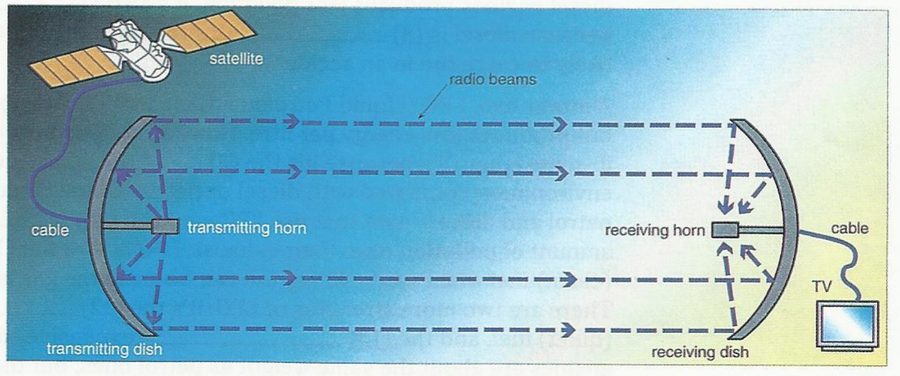 satellite
radio beams
cable
transmitting horn
receiving horn
cable
TV
transmitting dish
receiving dish